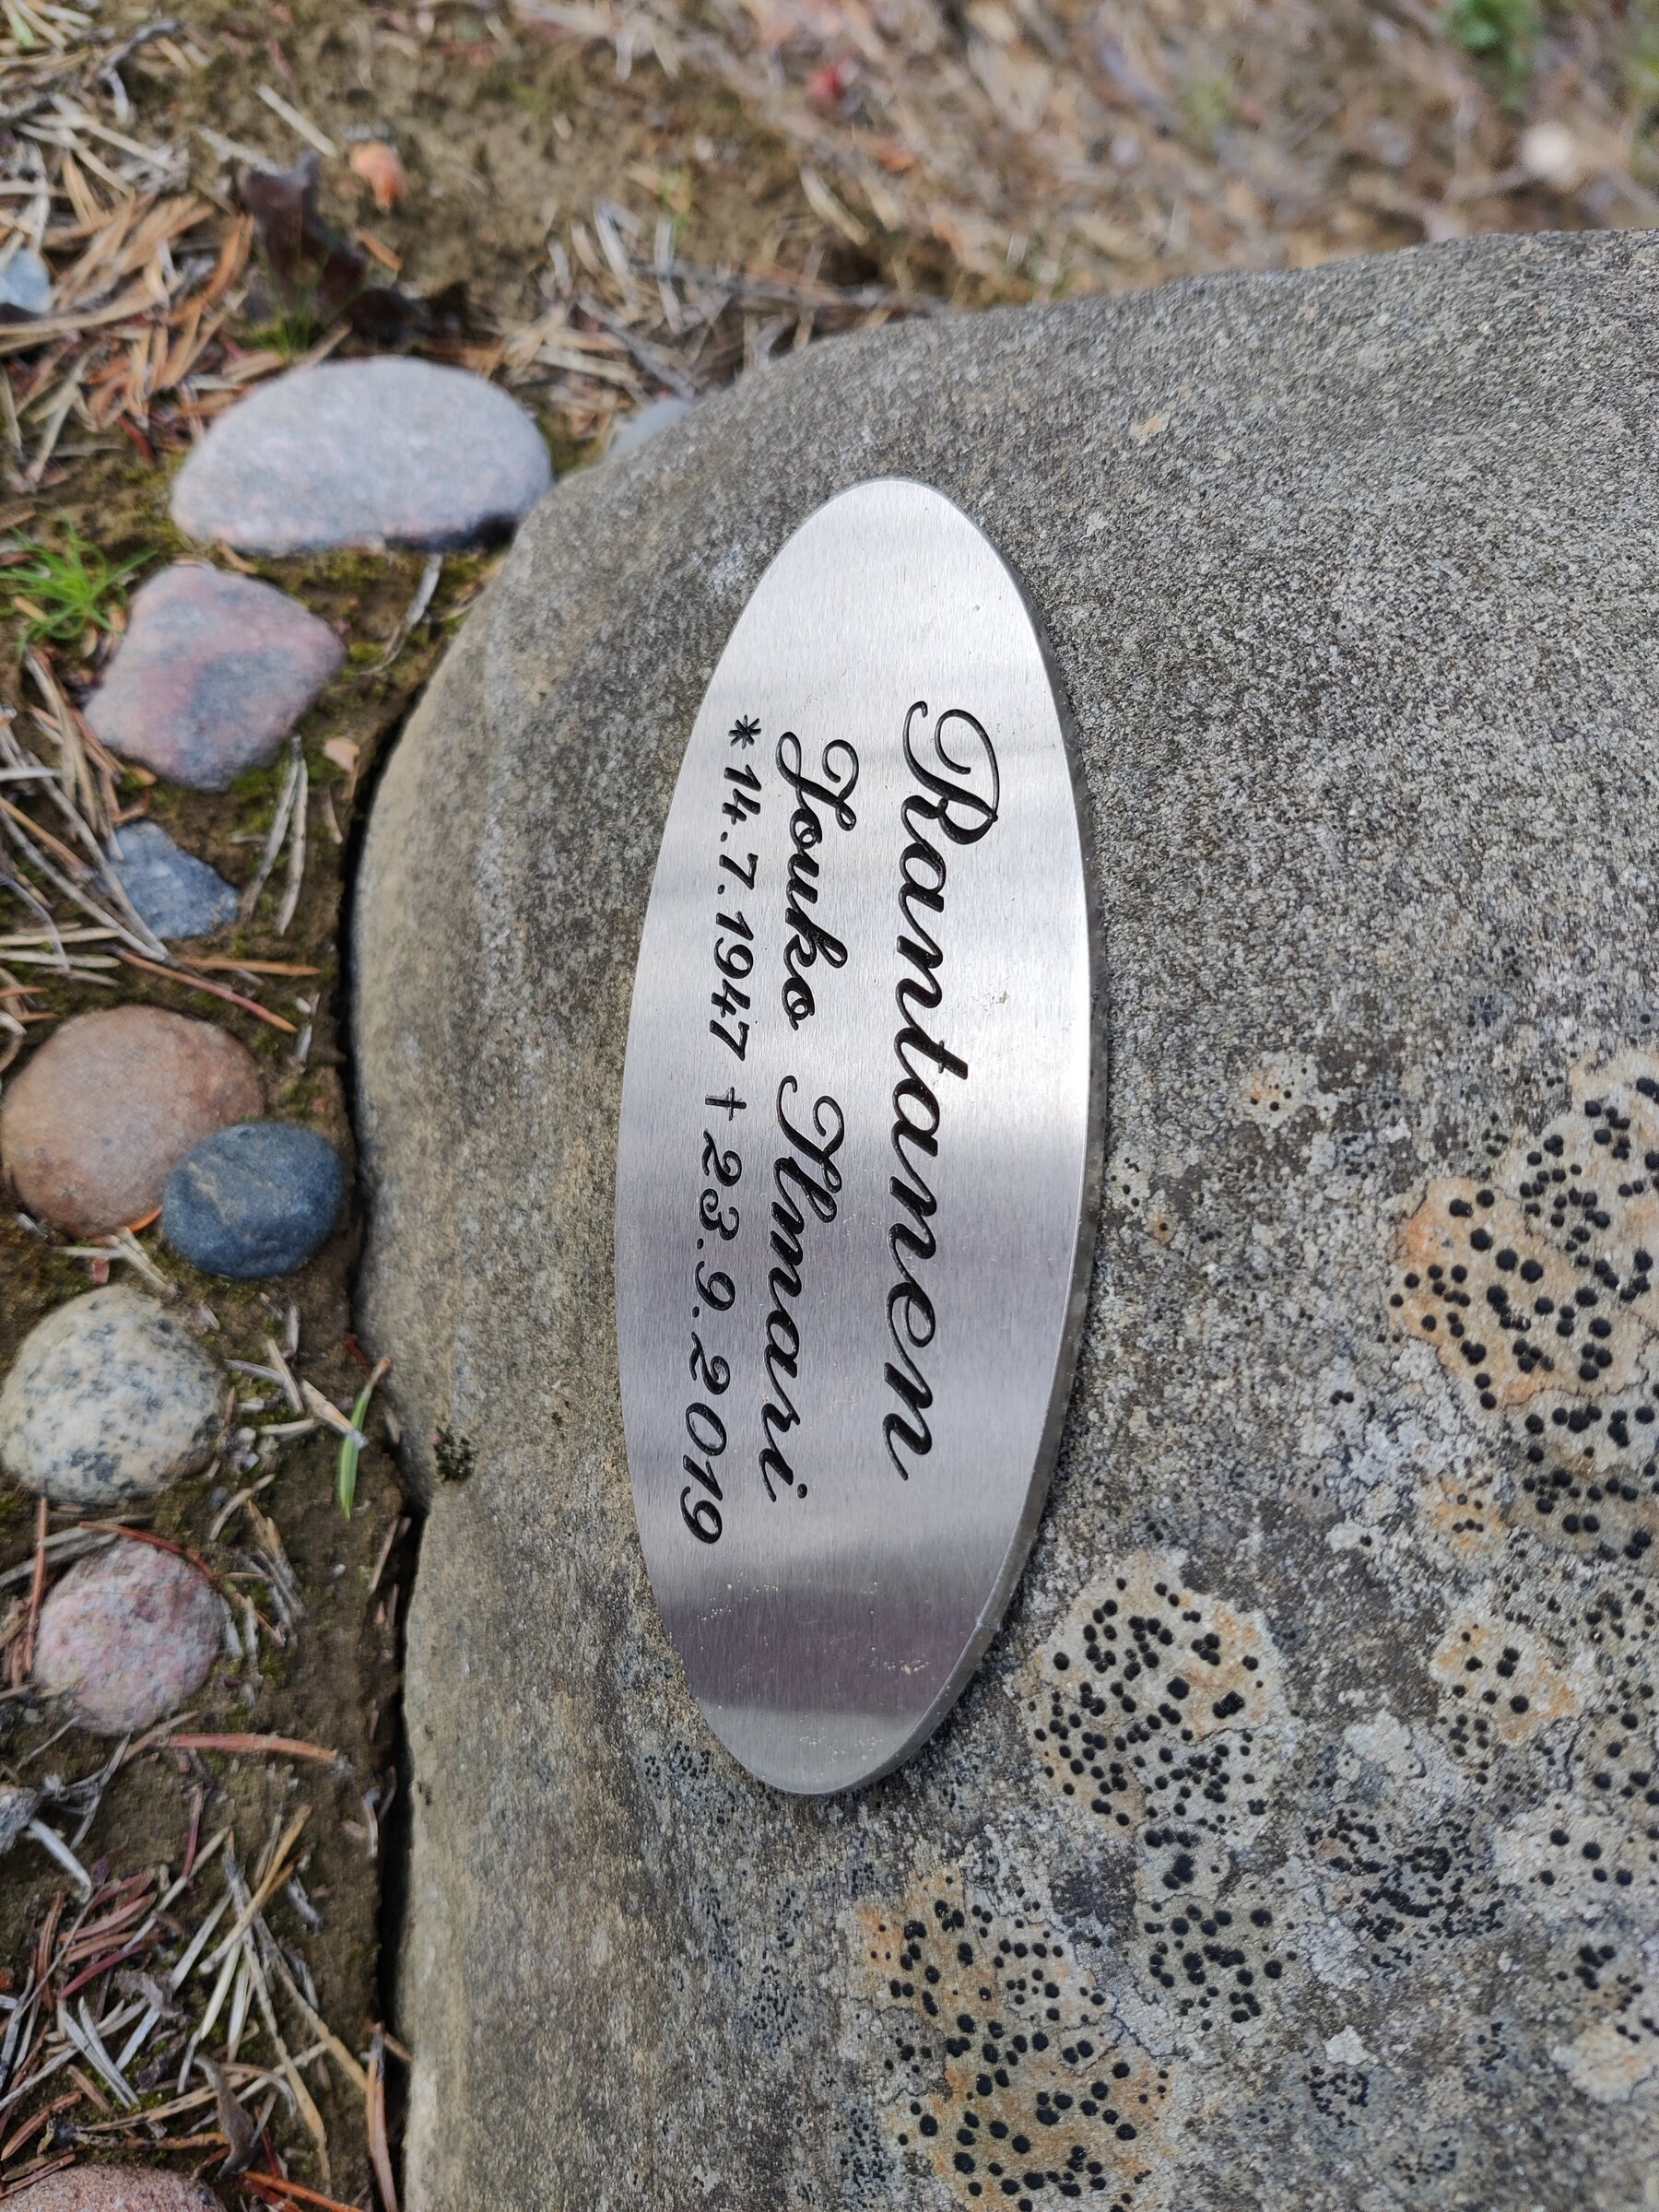 Rantanen
Jouko Ilmari
*14.7.1947 + 23.9.2019